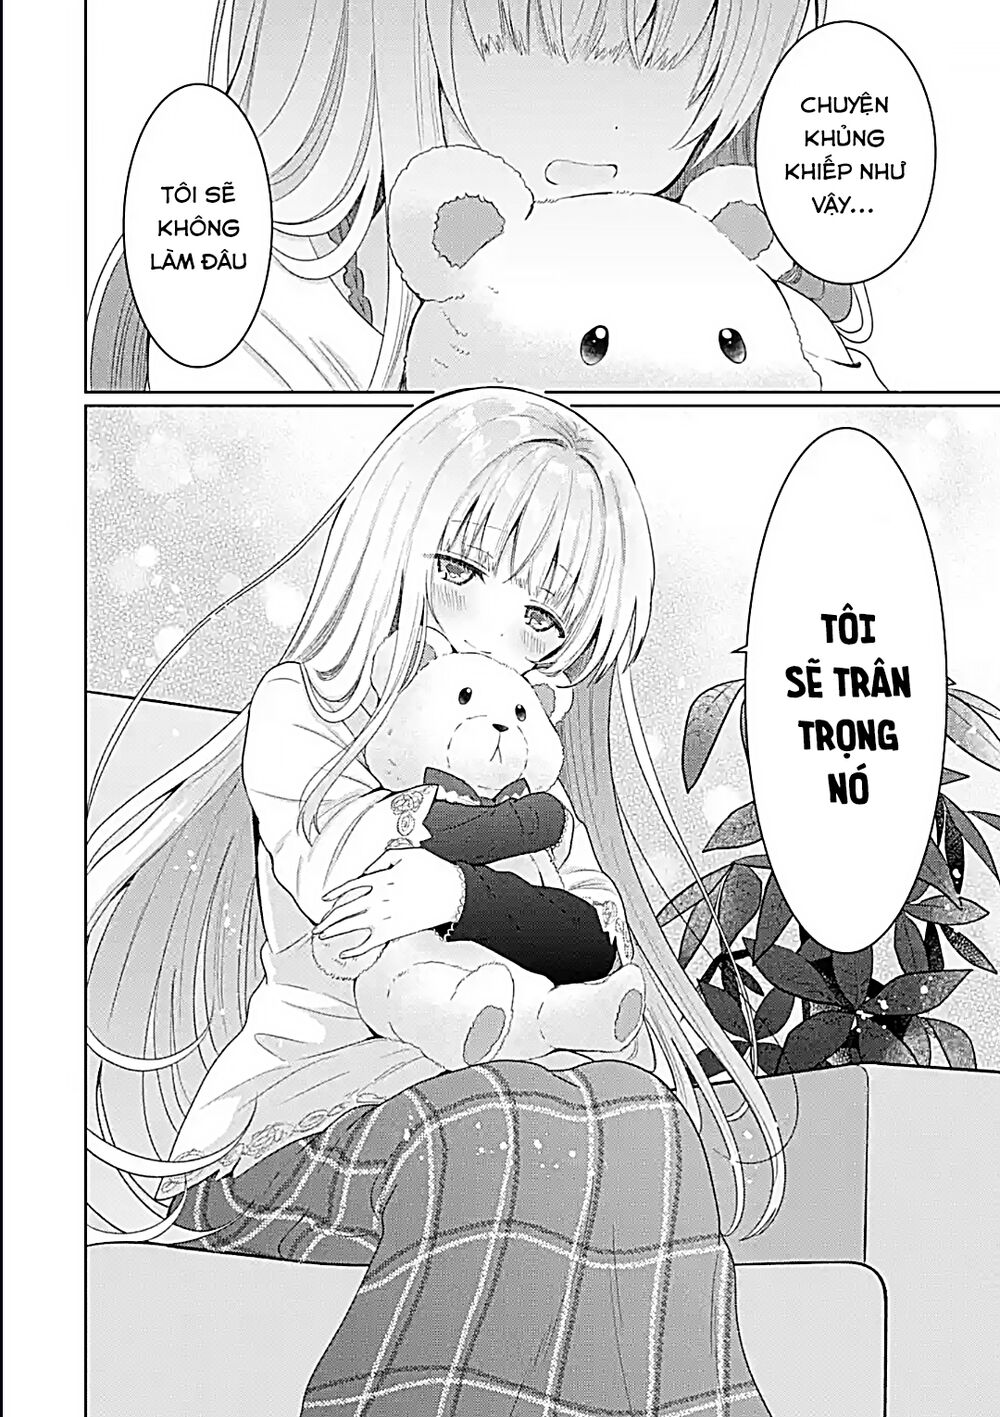 CHUYỆN
KHỦNG
KHIẾP NHƯ
VẬY...
TÔI SẼ
KHÔNG
LÀM ĐÂU
TÔI
SẼ TRÂN
TRỌNG
NÓ